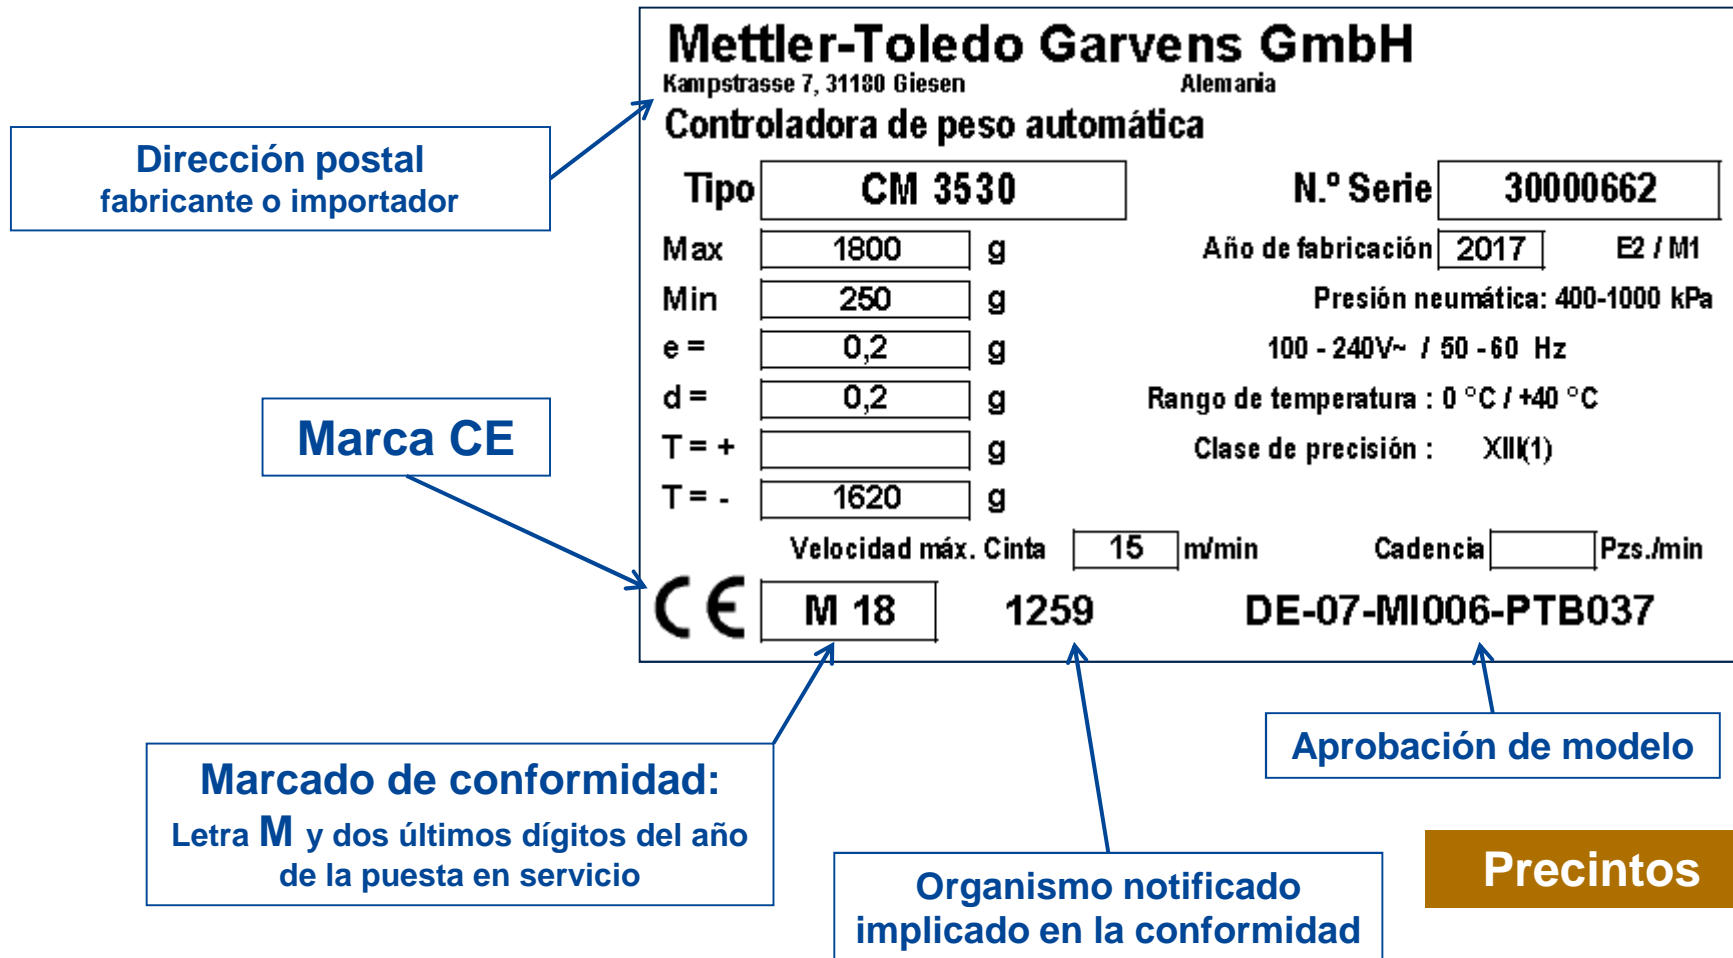 Mettler-Toledo Garvens GmbH
Kampstrasse 7, 31180 Giesen Alemania
Controladora de peso automática
Tipo CM 3530 N.º Serie 30000662
Max 1800 g Año de fabricación 2017 E2 / M1
Min 250 g Presión neumática: 400-1000 kPa
e = 0,2 g 100 - 240V~ / 50 - 60 Hz
d = 0,2 g Rango de temperatura : 0 °C / +40 °C
T = + g Clase de precisión : XIII(1)
T = - 1620 g
Velocidad máx. Cinta 15 m/min Cadencia Pzs./min
CE M 18 1259 DE-07-MI006-PTB037
Dirección postal
fabricante o importador
Marca CE
Marcado de conformidad:
Letra M y dos últimos dígitos del año
de la puesta en servicio
Organismo notificado
implicado en la conformidad
Aprobación de modelo
Precintos